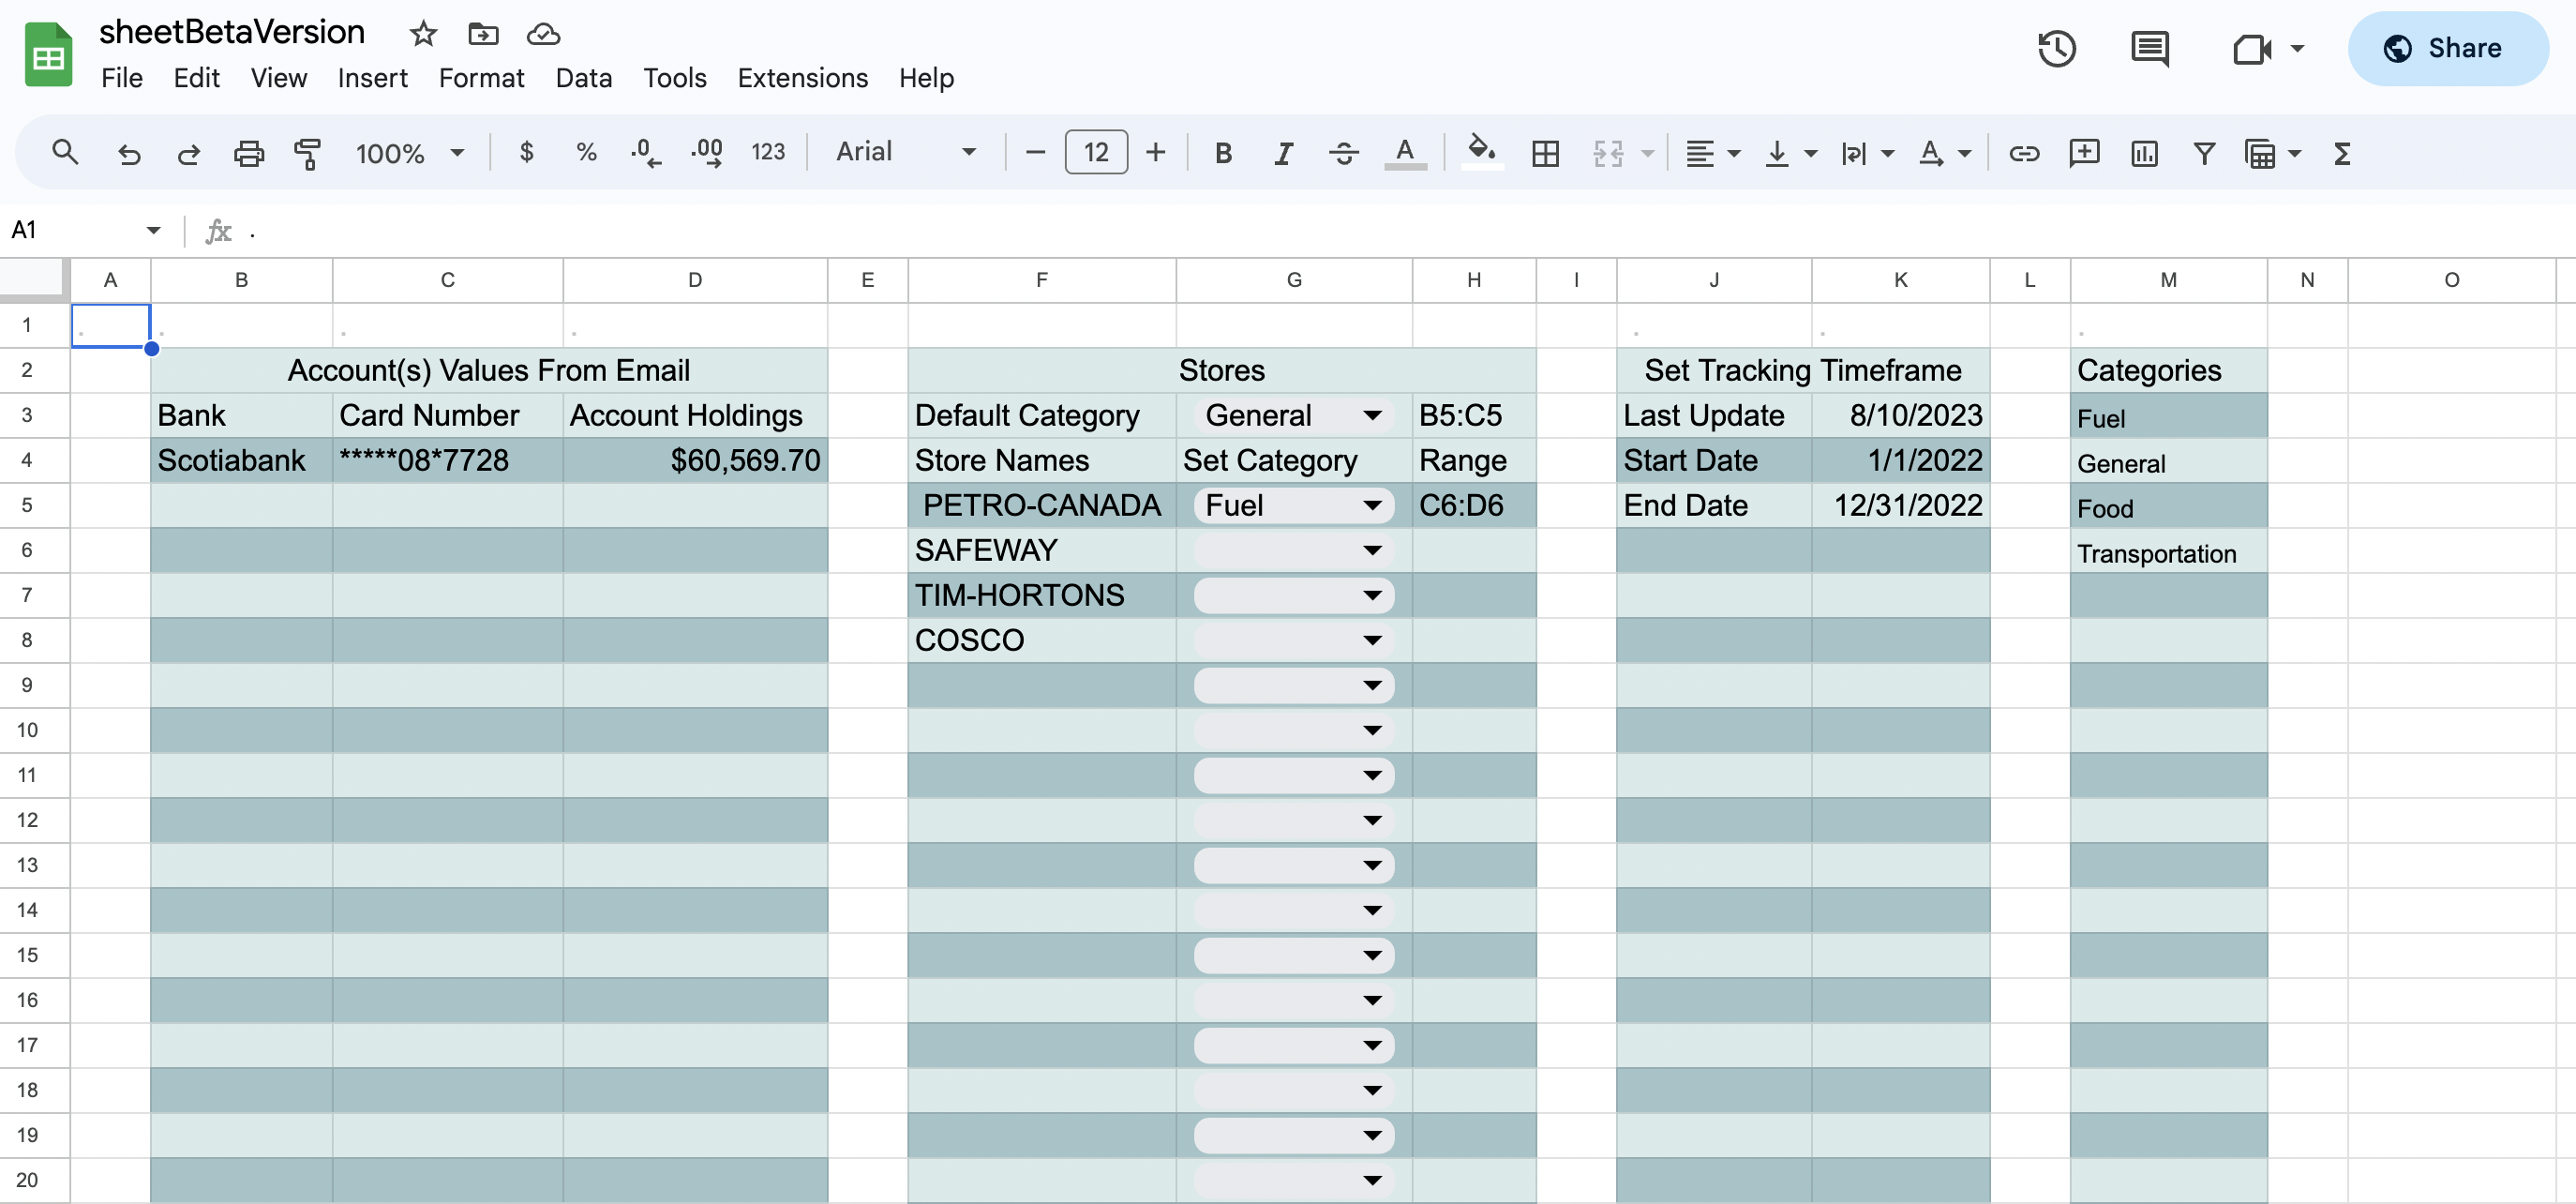 sheetBetaVersion
File Edit View Insert Format Data Tools Extensions Help
Share
100% $ % .0 .00 123 Arial 12 B I A A Σ
A1 fx .
A B C D E F G H I J K L M N O
1 . . . . . . .
2 Account(s) Values From Email Stores Set Tracking Timeframe Categories
3 Bank Card Number Account Holdings Default Category General B5:C5 Last Update 8/10/2023 Fuel
4 Scotiabank *****08*7728 $60,569.70 Store Names Set Category Range Start Date 1/1/2022 General
5 PETRO-CANADA Fuel C6:D6 End Date 12/31/2022 Food
6 SAFEWAY Transportation
7 TIM-HORTONS
8 COSCO
9
10
11
12
13
14
15
16
17
18
19
20